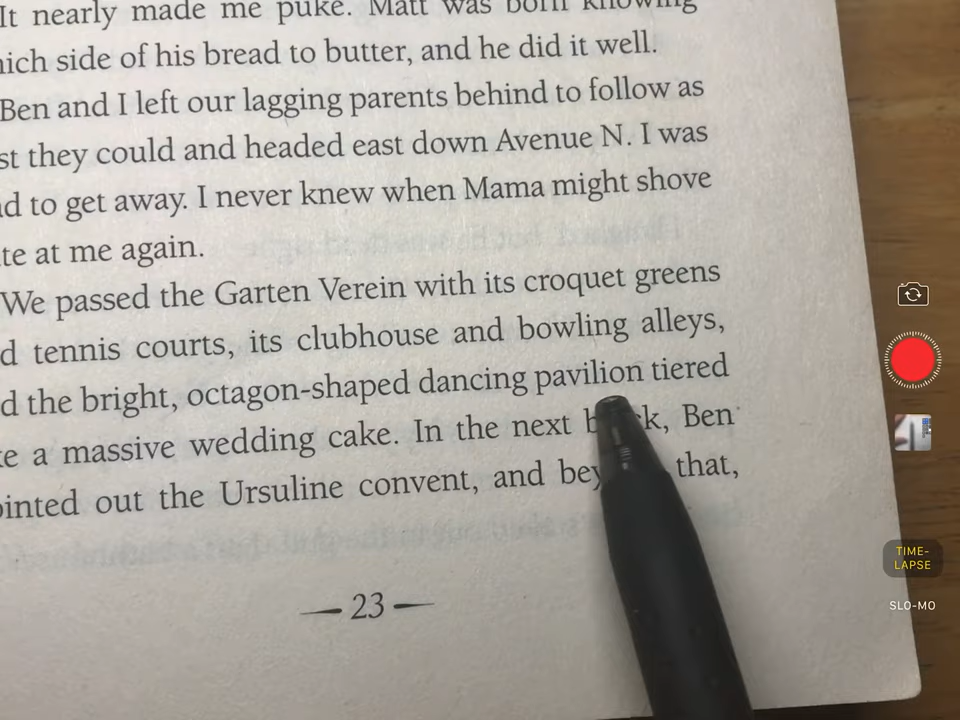 It nearly made me puke. Matt was born knowing
side of his bread to butter, and he did it well.
Ben and I left our lagging parents behind to follow as
they could and headed east down Avenue N. I was
to get away. I never knew when Mama might shove
at me again.
We passed the Garten Verein with its croquet greens
tennis courts, its clubhouse and bowling alleys,
the bright, octagon-shaped dancing pavilion tiered
a massive wedding cake. In the next Ben
out the Ursuline convent, and that,
— 23 —
TIME-
LAPSE
SLO-MO